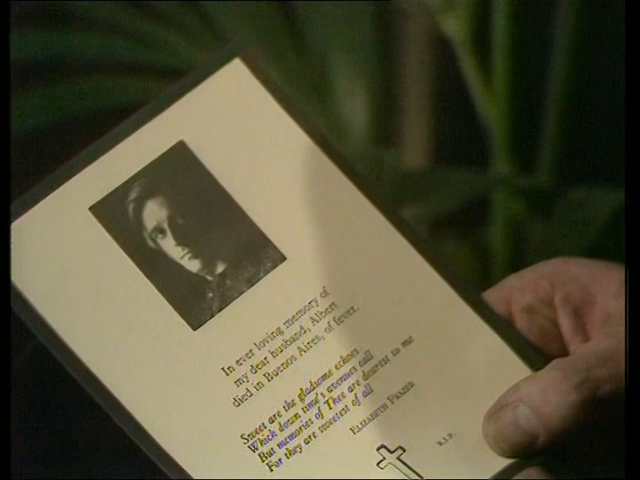 In ever loving memory of
my dear husband, Albert
died in Buenos Aires, of fever.
Sweet are the gladsome echoes
Which down time's avenues call
But memories of Thee are dearest to me
For they are sweetest of all
ELIZABETH FRAZER
R.I.P.